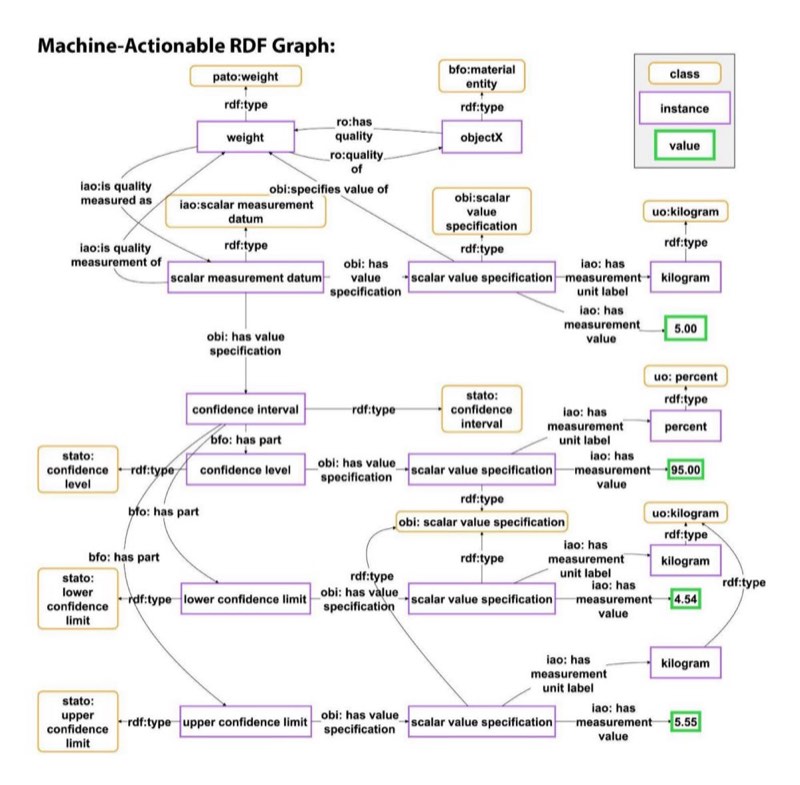 Machine-Actionable RDF Graph:
pato:weight
bfo:material
entity
class
rdf:type
rdf:type
instance
weight
ro:has
quality
objectX
value
ro:quality
of
iao:is quality
measured as
obi:specifies value of
iao:scalar measurement
datum
obi:scalar
value
specification
uo:kilogram
iao:is quality
measurement of
rdf:type
rdf:type
rdf:type
scalar measurement datum
obi: has
value
specification
scalar value specification
iao: has
measurement
unit label
kilogram
iao: has
measurement
value
5.00
obi: has value
specification
uo: percent
rdf:type
confidence interval
rdf:type
stato:
confidence
interval
iao: has
measurement
unit label
percent
bfo: has part
stato:
confidence
level
rdf:type
confidence level
obi: has value
specification
scalar value specification
iao: has
measurement
value
95.00
rdf:type
bfo: has part
obi: scalar value specification
uo:kilogram
rdf:type
bfo: has part
rdf:type
iao: has
measurement
unit label
kilogram
rdf:type
rdf:type
stato:
lower
confidence
limit
rdf:type
lower confidence limit
obi: has value
specification
scalar value specification
iao: has
measurement
value
4.54
iao: has
measurement
unit label
kilogram
stato:
upper
confidence
limit
rdf:type
upper confidence limit
obi: has value
specification
scalar value specification
iao: has
measurement
value
5.55